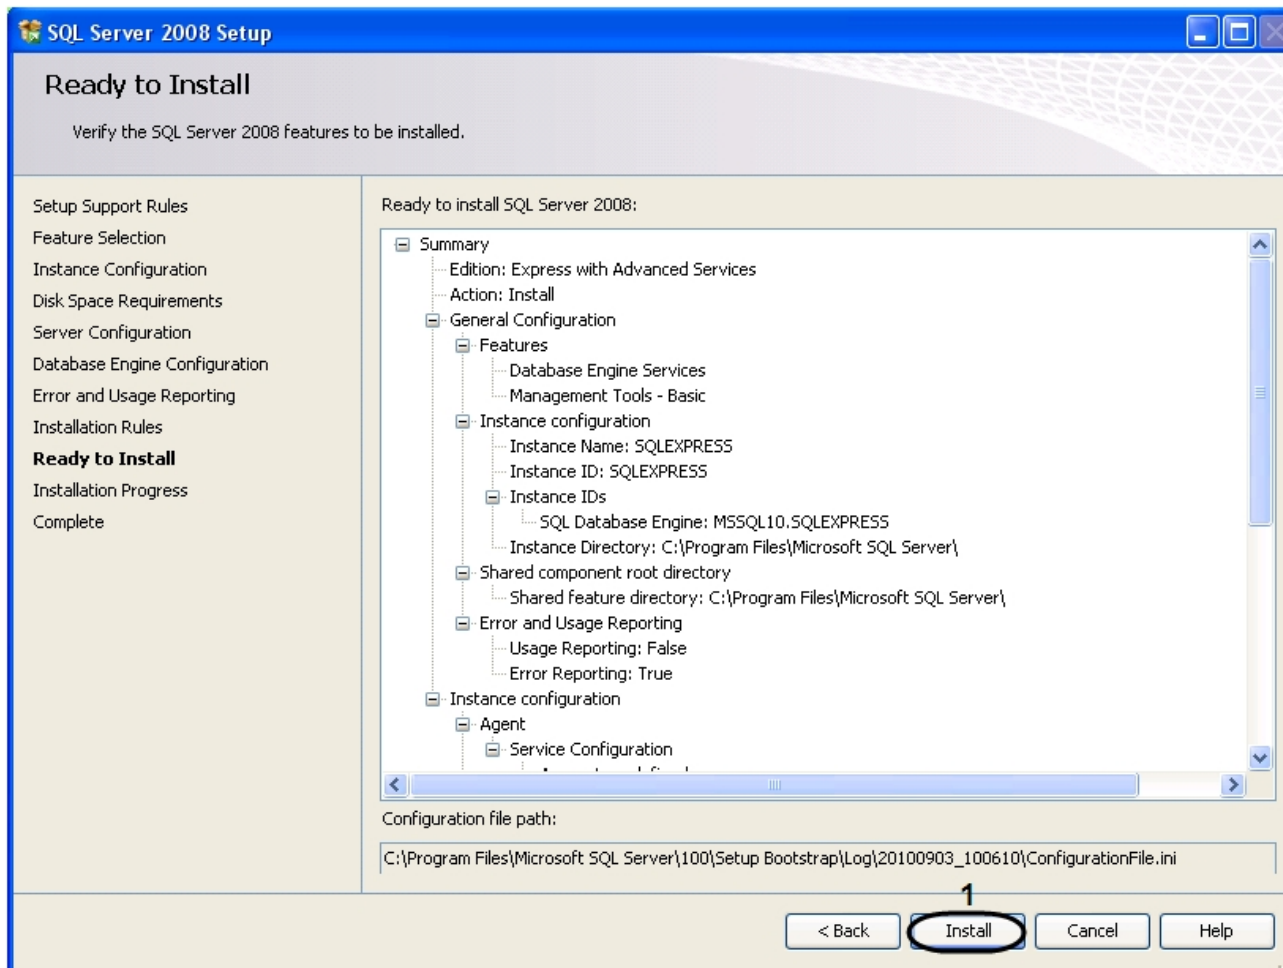 SQL Server 2008 Setup
Ready to Install
Verify the SQL Server 2008 features to be installed.
Setup Support Rules
Feature Selection
Instance Configuration
Disk Space Requirements
Server Configuration
Database Engine Configuration
Error and Usage Reporting
Installation Rules
Ready to Install
Installation Progress
Complete
Ready to install SQL Server 2008:
Summary
Edition: Express with Advanced Services
Action: Install
General Configuration
Features
Database Engine Services
Management Tools - Basic
Instance configuration
Instance Name: SQLEXPRESS
Instance ID: SQLEXPRESS
Instance IDs
SQL Database Engine: MSSQL10.SQLEXPRESS
Instance Directory: C:\Program Files\Microsoft SQL Server\
Shared component root directory
Shared feature directory: C:\Program Files\Microsoft SQL Server\
Error and Usage Reporting
Usage Reporting: False
Error Reporting: True
Instance configuration
Agent
Service Configuration
Configuration file path:
C:\Program Files\Microsoft SQL Server\100\Setup Bootstrap\Log\20100903_100610\ConfigurationFile.ini
1
< Back
Install
Cancel
Help